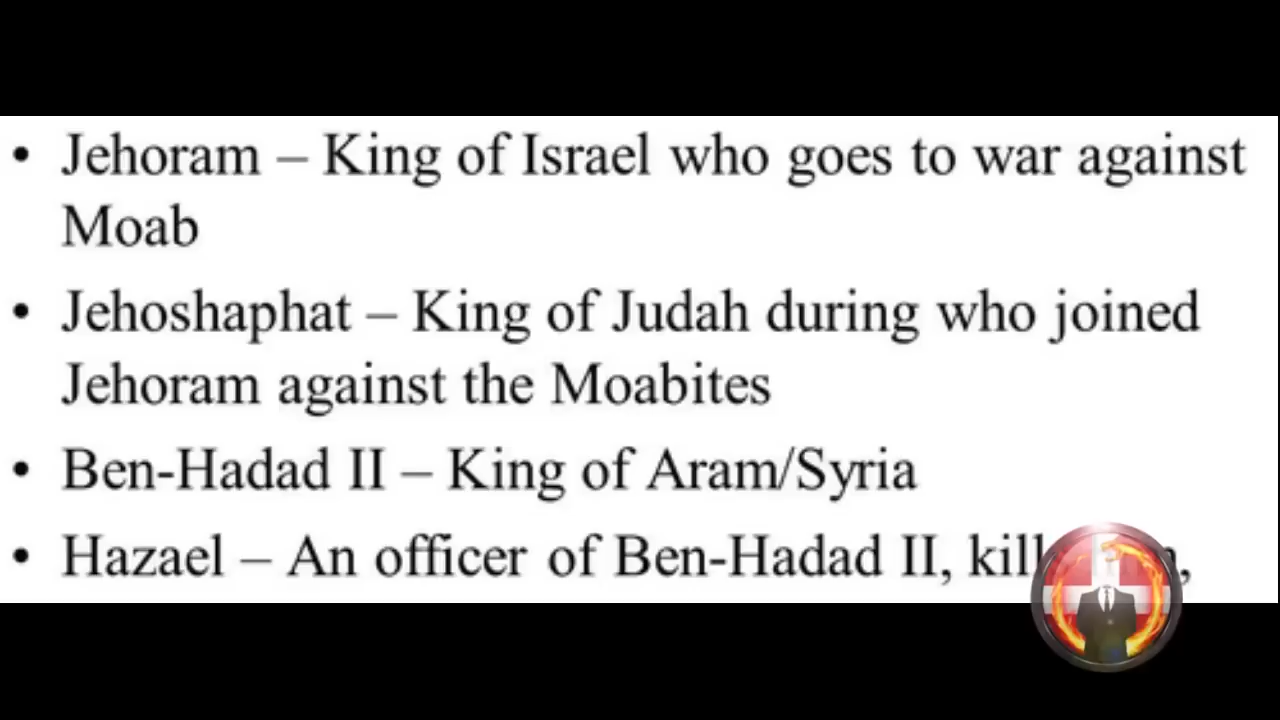 • Jehoram – King of Israel who goes to war against
Moab
• Jehoshaphat – King of Judah during who joined
Jehoram against the Moabites
• Ben-Hadad II – King of Aram/Syria
• Hazael – An officer of Ben-Hadad II,